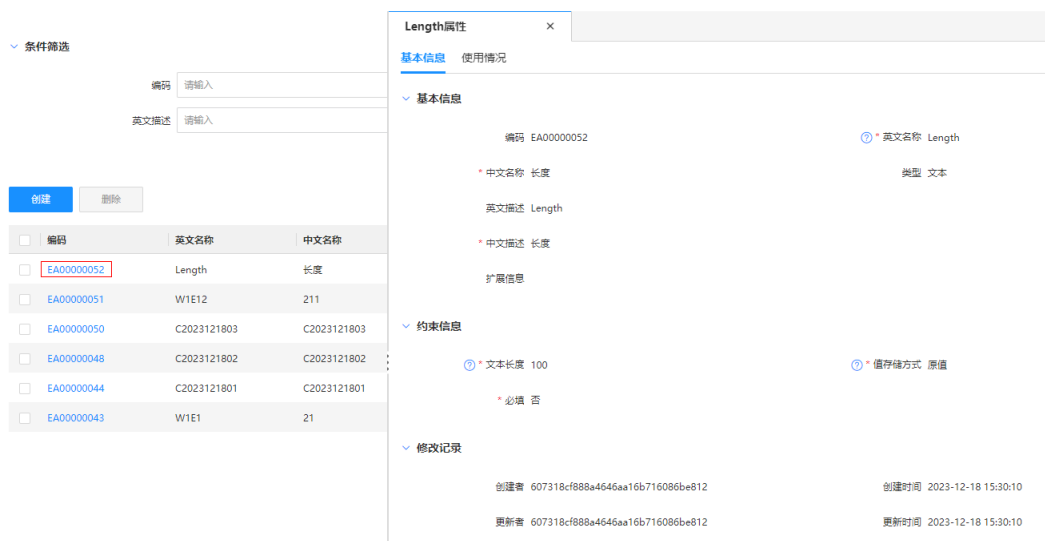 条件筛选
编码 请输入
英文描述 请输入
创建 删除
编码 英文名称 中文名称
EA00000052 Length 长度
EA00000051 W1E12 211
EA00000050 C2023121803 C2023121803
EA00000048 C2023121802 C2023121802
EA00000044 C2023121801 C2023121801
EA00000043 W1E1 21
Length属性 ×
基本信息 使用情况
基本信息
编码 EA00000052 ? * 英文名称 Length
* 中文名称 长度 类型 文本
英文描述 Length
* 中文描述 长度
扩展信息
约束信息
? * 文本长度 100 ? * 值存储方式 原值
* 必填 否
修改记录
创建者 607318cf888a4646aa16b716086be812 创建时间 2023-12-18 15:30:10
更新者 607318cf888a4646aa16b716086be812 更新时间 2023-12-18 15:30:10